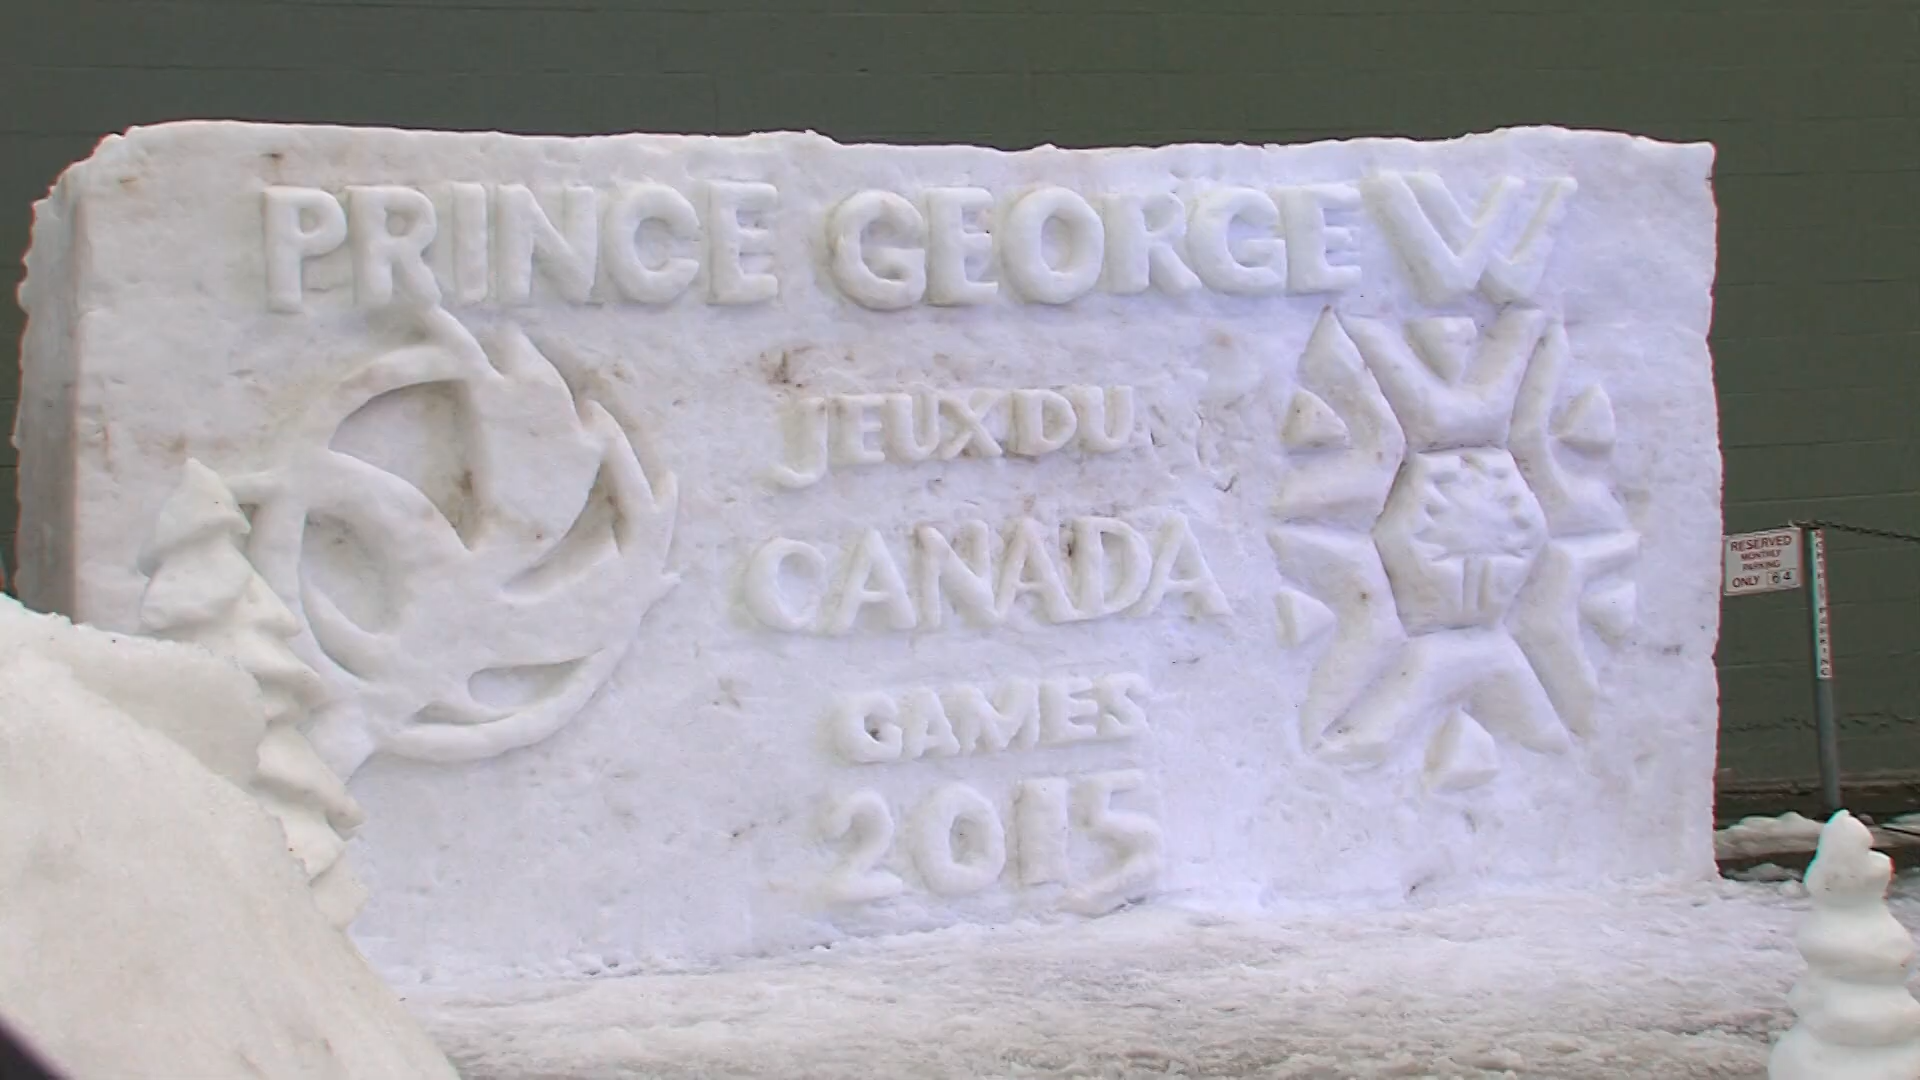 PRINCE GEORGE
JEUX DU
CANADA
GAMES
2015
RESERVED
MONTHLY
PARKING
ONLY 64